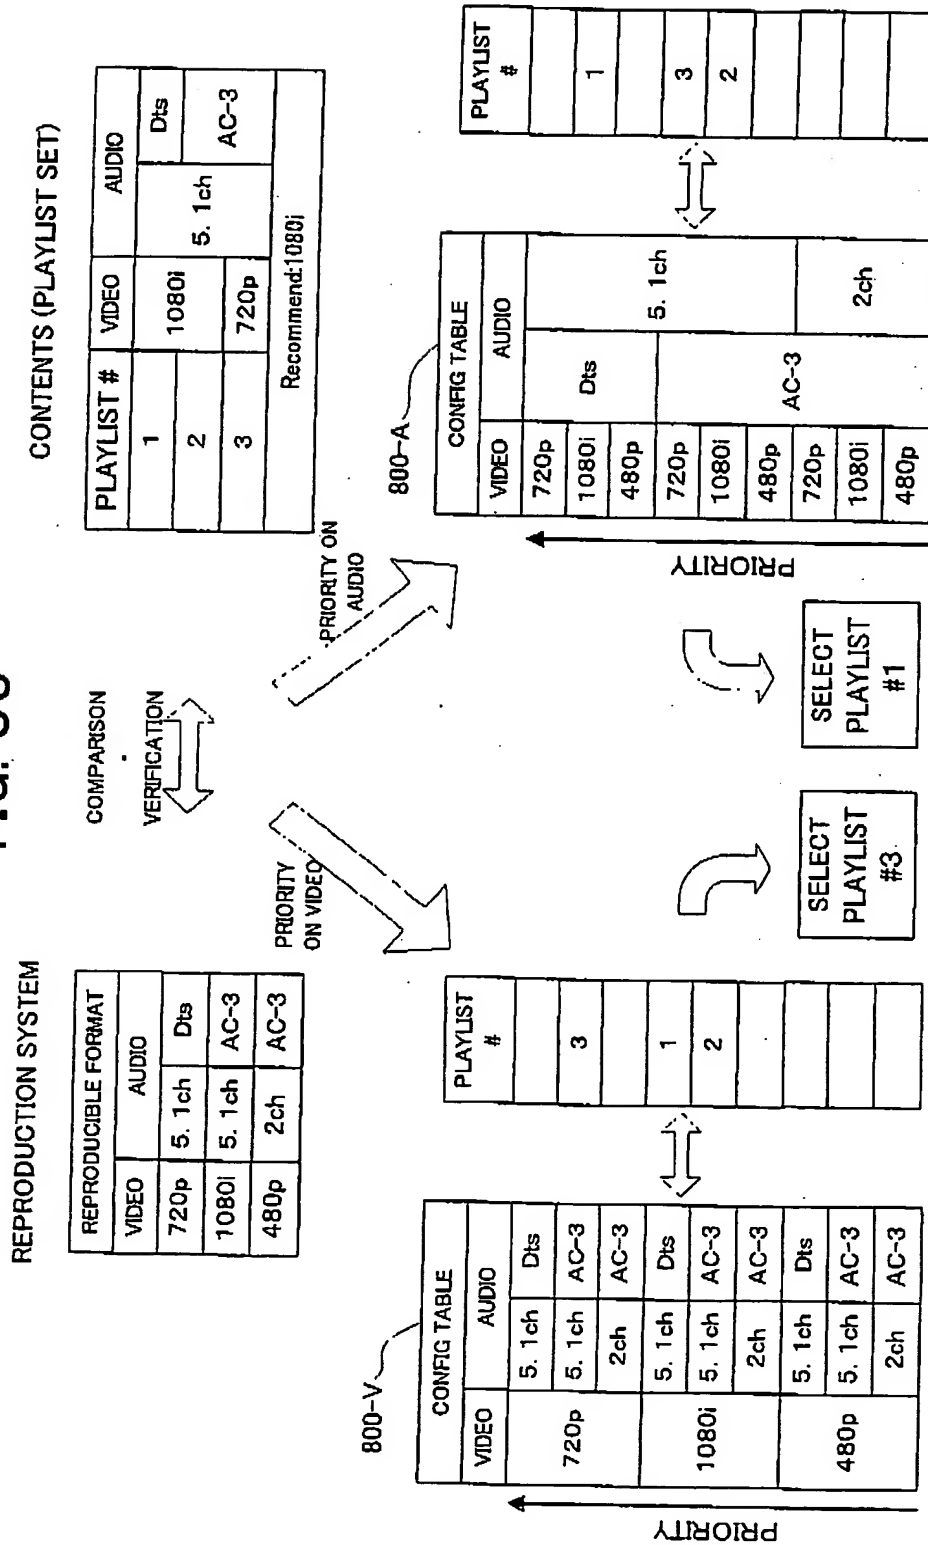 REPRODUCTION SYSTEM
REPRODUCIBLE FORMAT
VIDEO AUDIO
720p 5. 1ch Dts
1080i 5. 1ch AC-3
480p 2ch AC-3
COMPARISON
·
VERIFICATION
CONTENTS (PLAYLIST SET)
PLAYLIST # VIDEO AUDIO
1 1080i 5. 1ch Dts
2 AC-3
3 720p
Recommend:1080i
PRIORITY
ON VIDEO
PRIORITY ON
AUDIO
800-V
CONFIG TABLE
VIDEO AUDIO
720p 5. 1ch Dts
5. 1ch AC-3
2ch AC-3
1080i 5. 1ch Dts
5. 1ch AC-3
2ch AC-3
480p 5. 1ch Dts
5. 1ch AC-3
2ch AC-3
PRIORITY
PLAYLIST
#
3
1
2
SELECT
PLAYLIST
#3
SELECT
PLAYLIST
#1
800-A
CONFIG TABLE
VIDEO AUDIO
720p Dts 5. 1ch
1080i
480p
720p AC-3
1080i
480p
720p 2ch
1080i
480p
PRIORITY
PLAYLIST
#
1
3
2